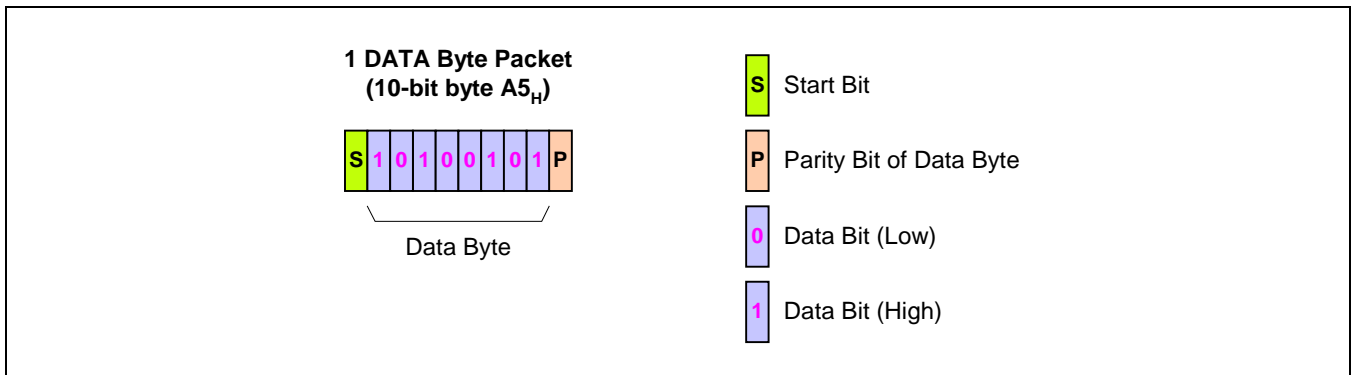 1 DATA Byte Packet
(10-bit byte A5H)
S 1 0 1 0 0 1 0 1 P
Data Byte
S Start Bit
P Parity Bit of Data Byte
0 Data Bit (Low)
1 Data Bit (High)